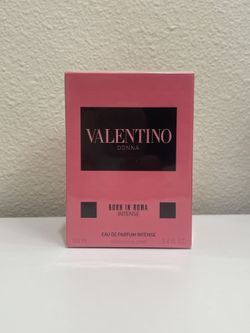 VALENTINO
DONNA
BORN IN ROMA
INTENSE
EAU DE PARFUM INTENSE